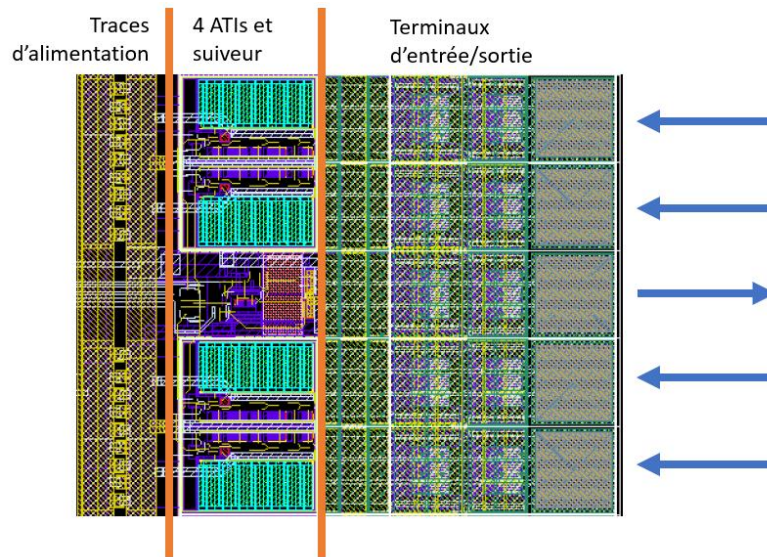 Traces
d’alimentation
4 ATIs et
suiveur
Terminaux
d’entrée/sortie